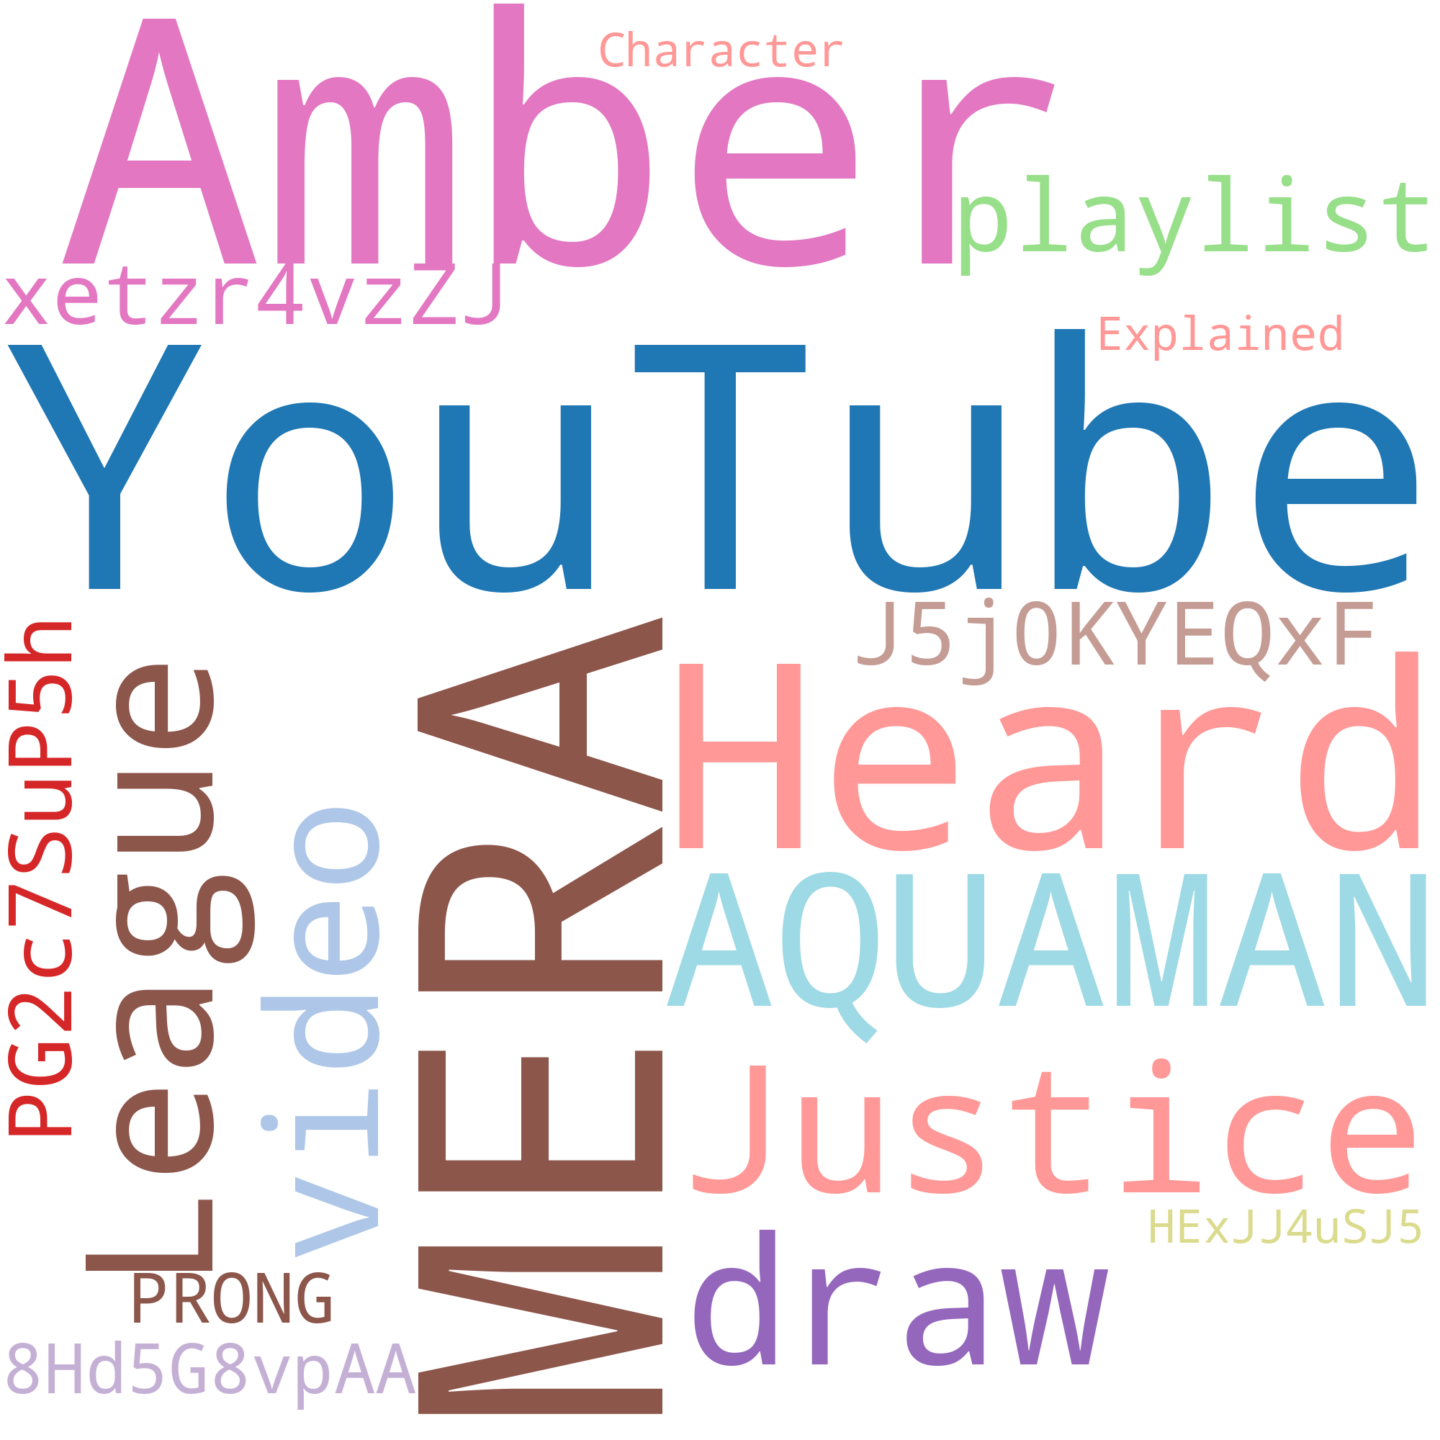 Character
Amber
playlist
xetzr4vzZJ
Explained
YouTube
J5j0KYEQxF
PG2c7SuP5h
League
video
MERA
Heard
AQUAMAN
Justice
HExJJ4uSJ5
draw
PRONG
8Hd5G8vpAA